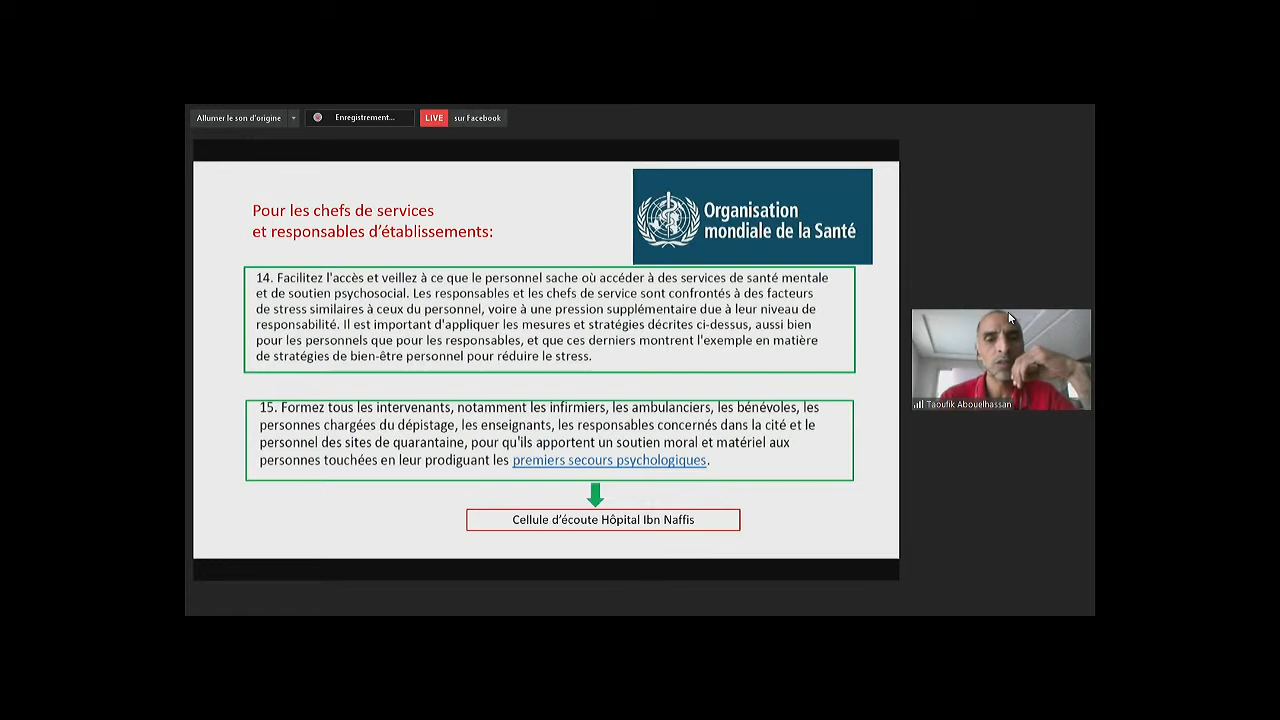 Allumer le son d'origine
Enregistrement...
LIVE
sur Facebook
Pour les chefs de services
et responsables d'établissements:
Organisation
mondiale de la Santé
14. Facilitez l'accès et veillez à ce que le personnel sache où accéder à des services de santé mentale
et de soutien psychosocial. Les responsables et les chefs de service sont confrontés à des facteurs
de stress similaires à ceux du personnel, voire à une pression supplémentaire due à leur niveau de
responsabilité. Il est important d'appliquer les mesures et stratégies décrites ci-dessus, aussi bien
pour les personnels que pour les responsables, et que ces derniers montrent l'exemple en matière
de stratégies de bien-être personnel pour réduire le stress.
15. Formez tous les intervenants, notamment les infirmiers, les ambulanciers, les bénévoles, les
personnes chargées du dépistage, les enseignants, les responsables concernés dans la cité et le
personnel des sites de quarantaine, pour qu'ils apportent un soutien moral et matériel aux
personnes touchées en leur prodiguant les premiers secours psychologiques.
Cellule d'écoute Hôpital Ibn Naffis
Taoufik Abouelhassan